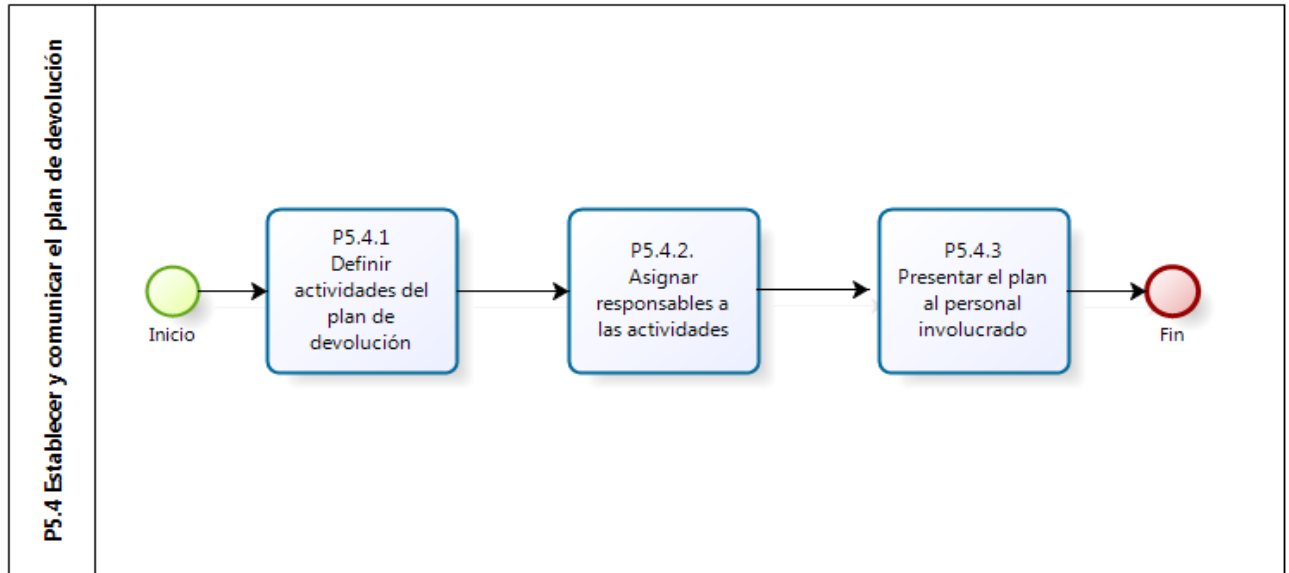 P5.4 Establecer y comunicar el plan de devolución
Inicio
P5.4.1
Definir
actividades del
plan de
devolución
P5.4.2.
Asignar
responsables a
las actividades
P5.4.3
Presentar el plan
al personal
involucrado
Fin